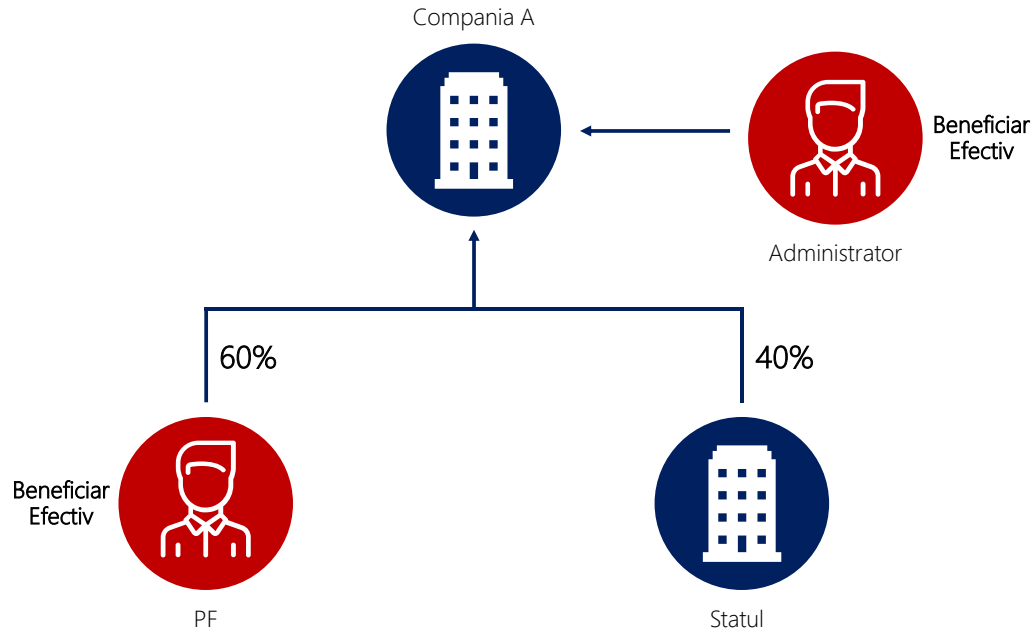 Compania A
Beneficiar
Efectiv
Administrator
60%
40%
Beneficiar
Efectiv
PF
Statul